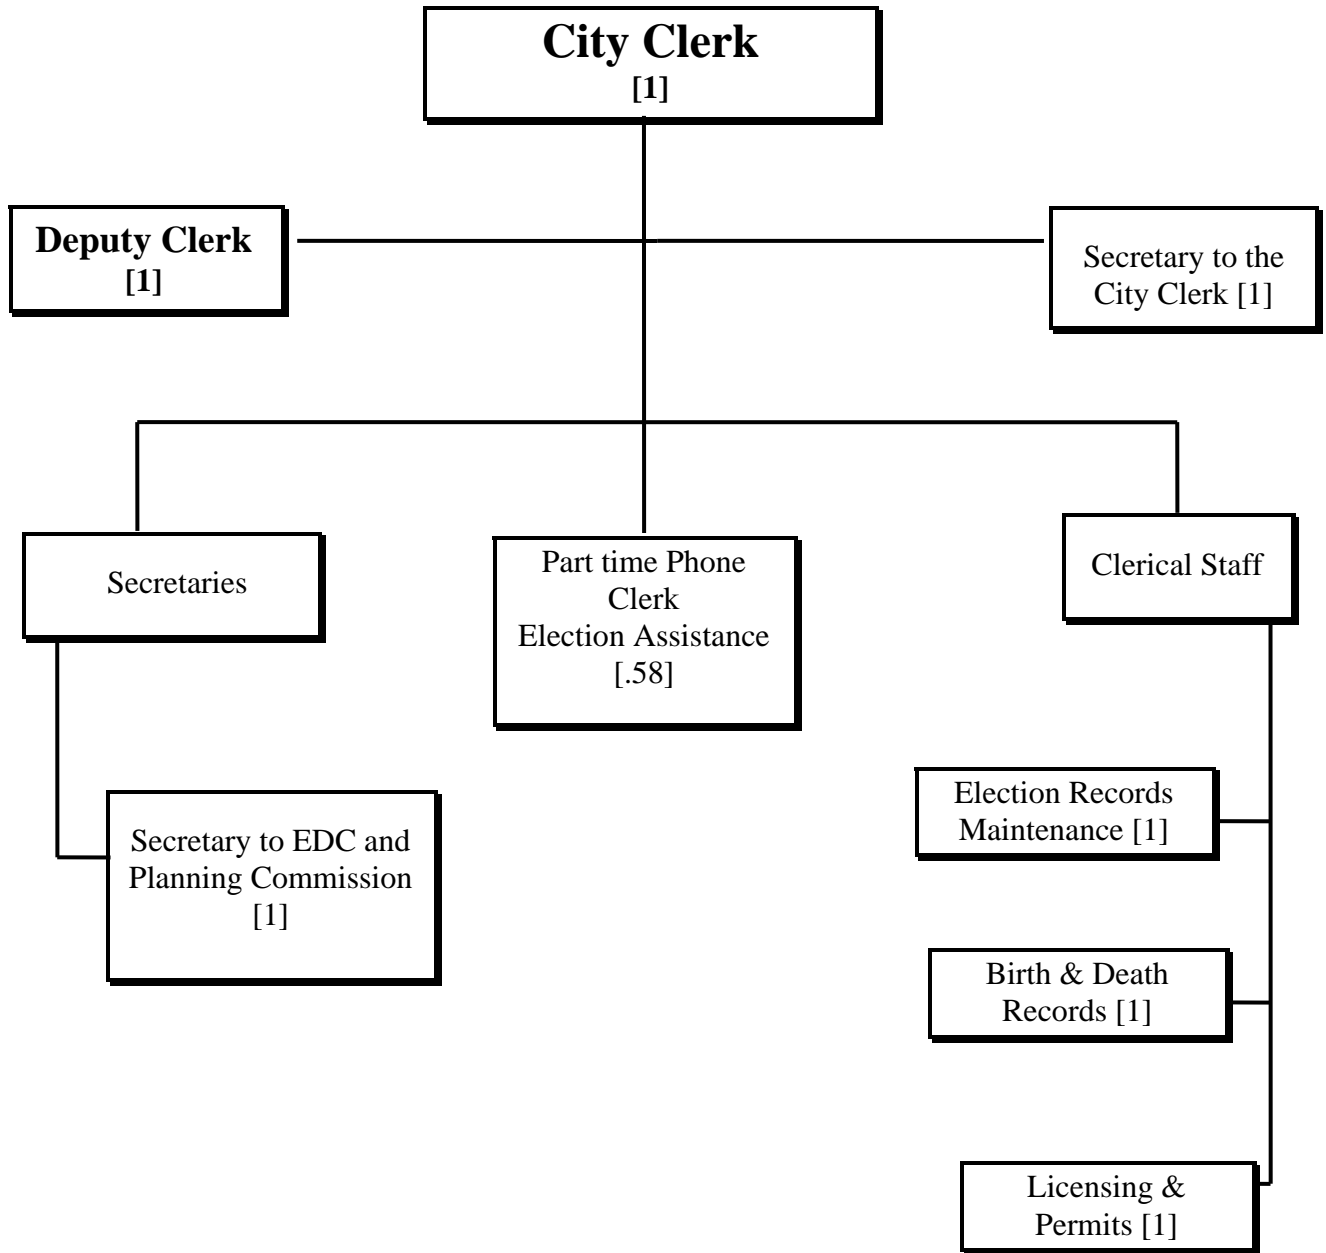 City Clerk
[1]
Deputy Clerk
[1]
Secretary to the
City Clerk [1]
Secretaries
Part time Phone
Clerk
Election Assistance
[.58]
Clerical Staff
Secretary to EDC and
Planning Commission
[1]
Election Records
Maintenance [1]
Birth & Death
Records [1]
Licensing &
Permits [1]